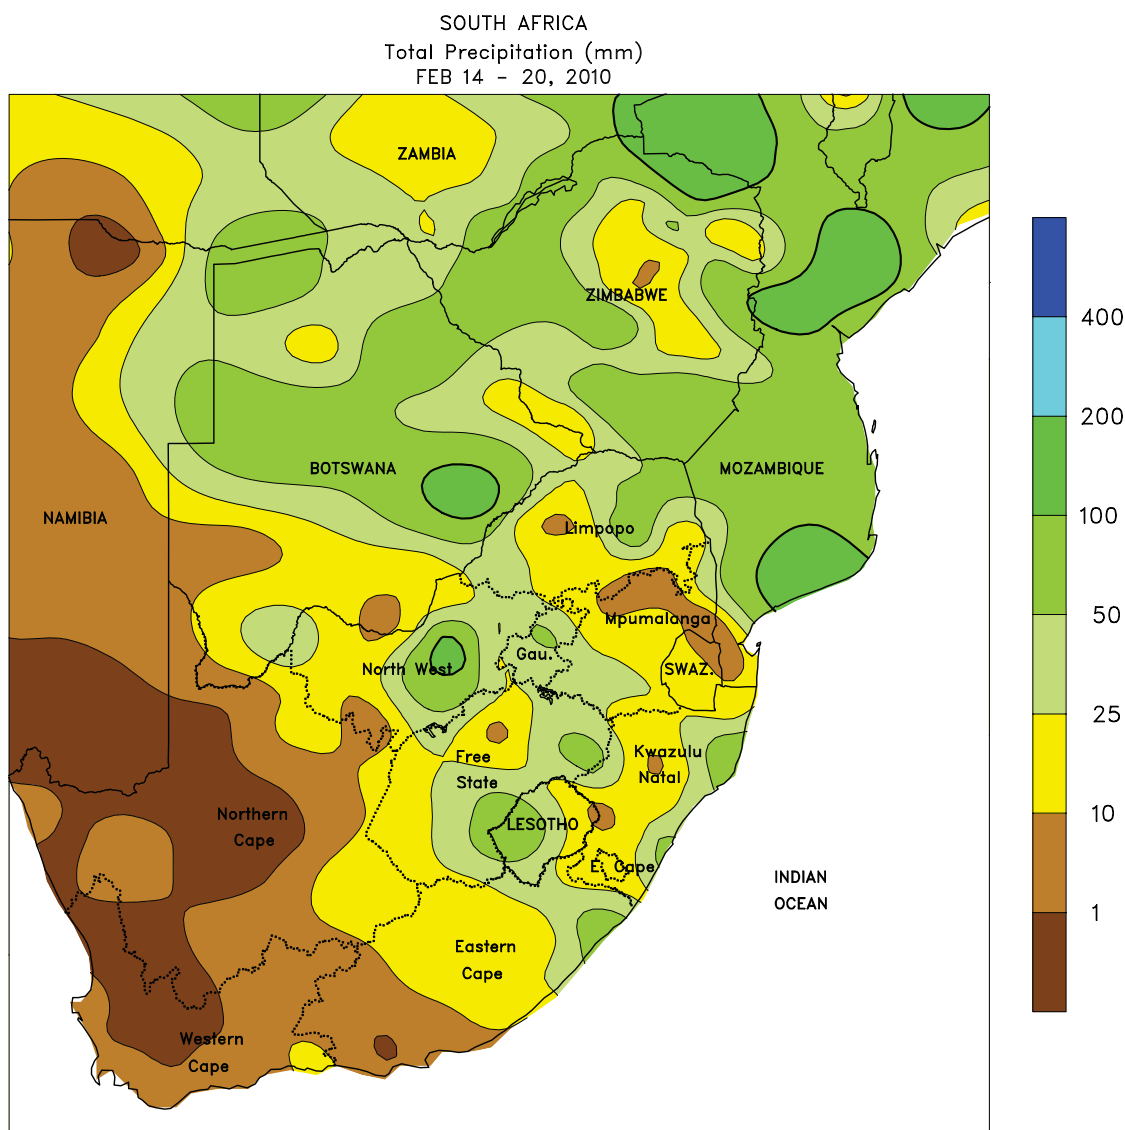 SOUTH AFRICA
Total Precipitation (mm)
FEB 14 - 20, 2010
ZAMBIA
ZIMBABWE
400
200
BOTSWANA
MOZAMBIQUE
NAMIBIA
100
Limpopo
50
Mpumalanga
Gau.
North West
SWAZ.
25
Free
State
Kwazulu
Natal
10
Northern
Cape
LESOTHO
E. Cape
INDIAN
OCEAN
1
Eastern
Cape
Western
Cape